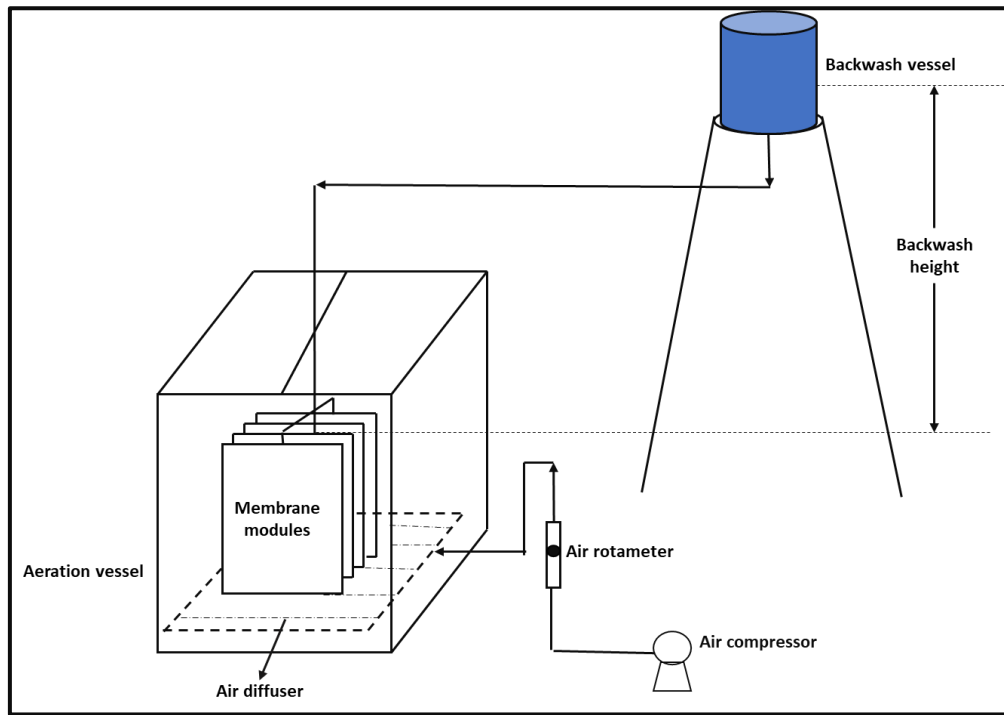 Backwash vessel
Backwash
height
Membrane
modules
Air rotameter
Aeration vessel
Air compressor
Air diffuser